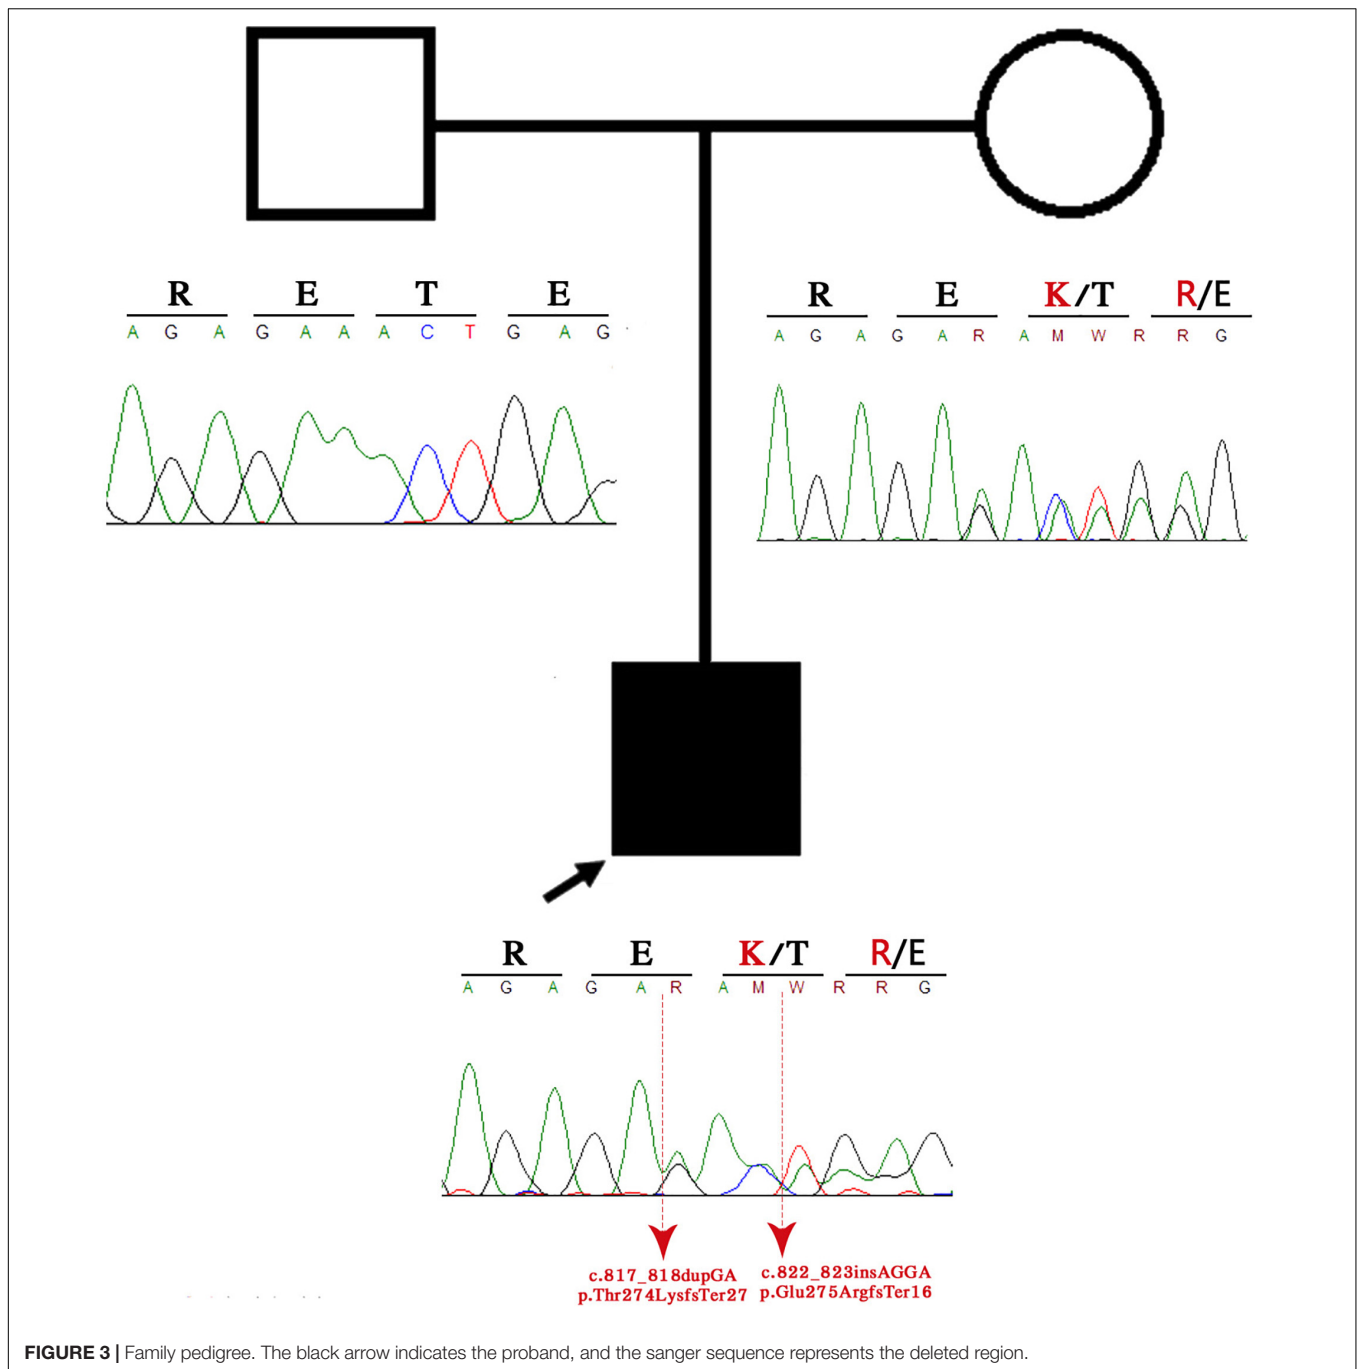 R E T E
A G A G A A A C T G A G
R E K/T R/E
A G A G A R A M W R R G
R E K/T R/E
A G A G A R A M W R R G
c.817_818dupGA
p.Thr274LysfsTer27
c.822_823insAGGA
p.Glu275ArgfsTer16
FIGURE 3 | Family pedigree. The black arrow indicates the proband, and the sanger sequence represents the deleted region.